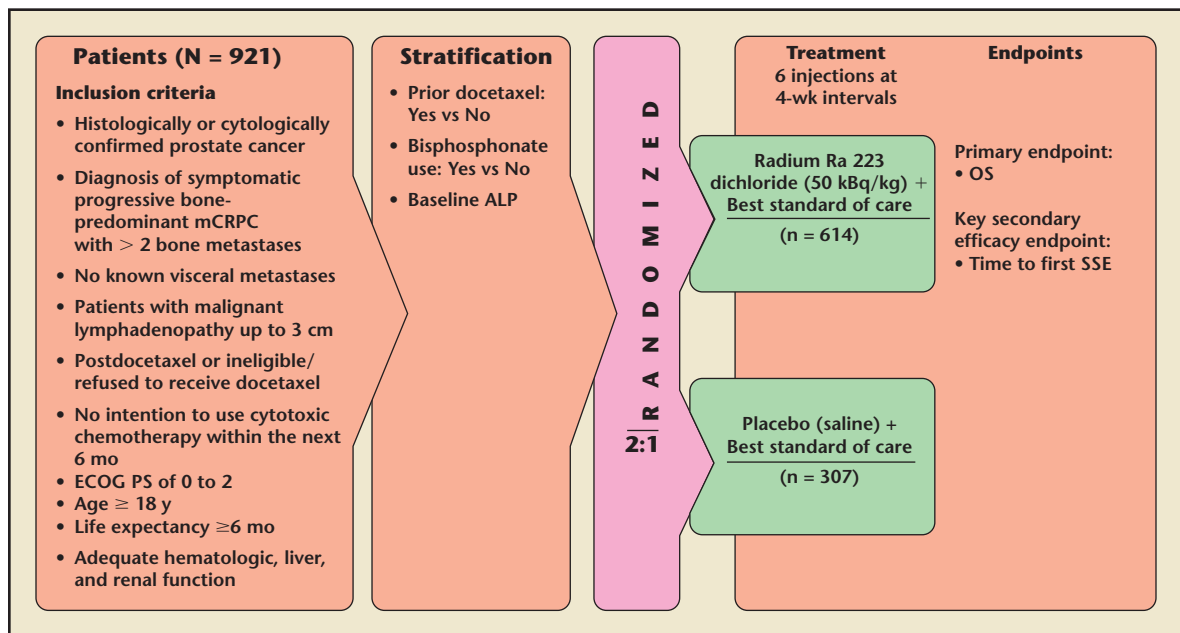 Patients (N = 921)
Inclusion criteria
• Histologically or cytologically
confirmed prostate cancer
• Diagnosis of symptomatic
progressive bone-
predominant mCRPC
with > 2 bone metastases
• No known visceral metastases
• Patients with malignant
lymphadenopathy up to 3 cm
• Postdocetaxel or ineligible/
refused to receive docetaxel
• No intention to use cytotoxic
chemotherapy within the next
6 mo
• ECOG PS of 0 to 2
• Age ≥ 18 y
• Life expectancy ≥6 mo
• Adequate hematologic, liver,
and renal function
Stratification
• Prior docetaxel:
Yes vs No
• Bisphosphonate
use: Yes vs No
• Baseline ALP
RANDOMIZED
2:1
Treatment
6 injections at
4-wk intervals
Radium Ra 223
dichloride (50 kBq/kg) +
Best standard of care
(n = 614)
Placebo (saline) +
Best standard of care
(n = 307)
Endpoints
Primary endpoint:
• OS
Key secondary
efficacy endpoint:
• Time to first SSE